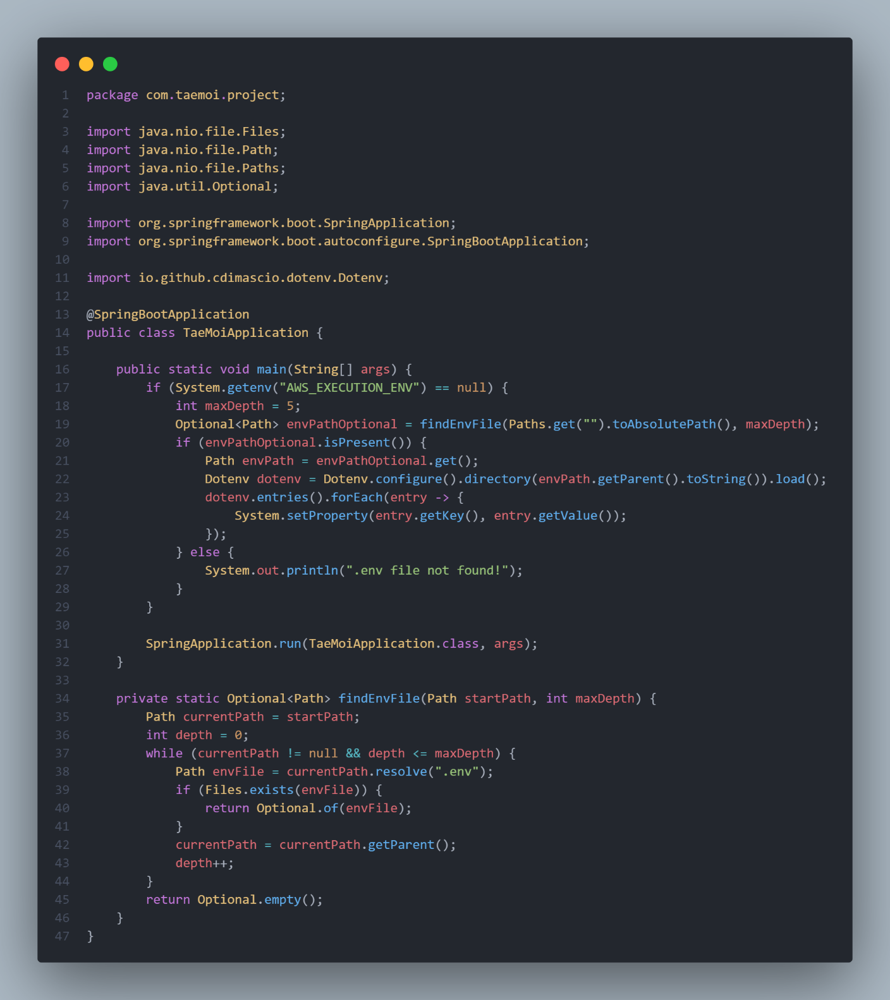 1 package com.taemoi.project;
2
3 import java.nio.file.Files;
4 import java.nio.file.Path;
5 import java.nio.file.Paths;
6 import java.util.Optional;
7
8 import org.springframework.boot.SpringApplication;
9 import org.springframework.boot.autoconfigure.SpringBootApplication;
10
11 import io.github.cdimascio.dotenv.Dotenv;
12
13 @SpringBootApplication
14 public class TaeMoiApplication {
15
16     public static void main(String[] args) {
17         if (System.getenv("AWS_EXECUTION_ENV") == null) {
18             int maxDepth = 5;
19             Optional<Path> envPathOptional = findEnvFile(Paths.get("").toAbsolutePath(), maxDepth);
20             if (envPathOptional.isPresent()) {
21                 Path envPath = envPathOptional.get();
22                 Dotenv dotenv = Dotenv.configure().directory(envPath.getParent().toString()).load();
23                 dotenv.entries().forEach(entry -> {
24                     System.setProperty(entry.getKey(), entry.getValue());
25                 });
26             } else {
27                 System.out.println(".env file not found!");
28             }
29         }
30
31         SpringApplication.run(TaeMoiApplication.class, args);
32     }
33
34     private static Optional<Path> findEnvFile(Path startPath, int maxDepth) {
35         Path currentPath = startPath;
36         int depth = 0;
37         while (currentPath != null && depth <= maxDepth) {
38             Path envFile = currentPath.resolve(".env");
39             if (Files.exists(envFile)) {
40                 return Optional.of(envFile);
41             }
42             currentPath = currentPath.getParent();
43             depth++;
44         }
45         return Optional.empty();
46     }
47 }